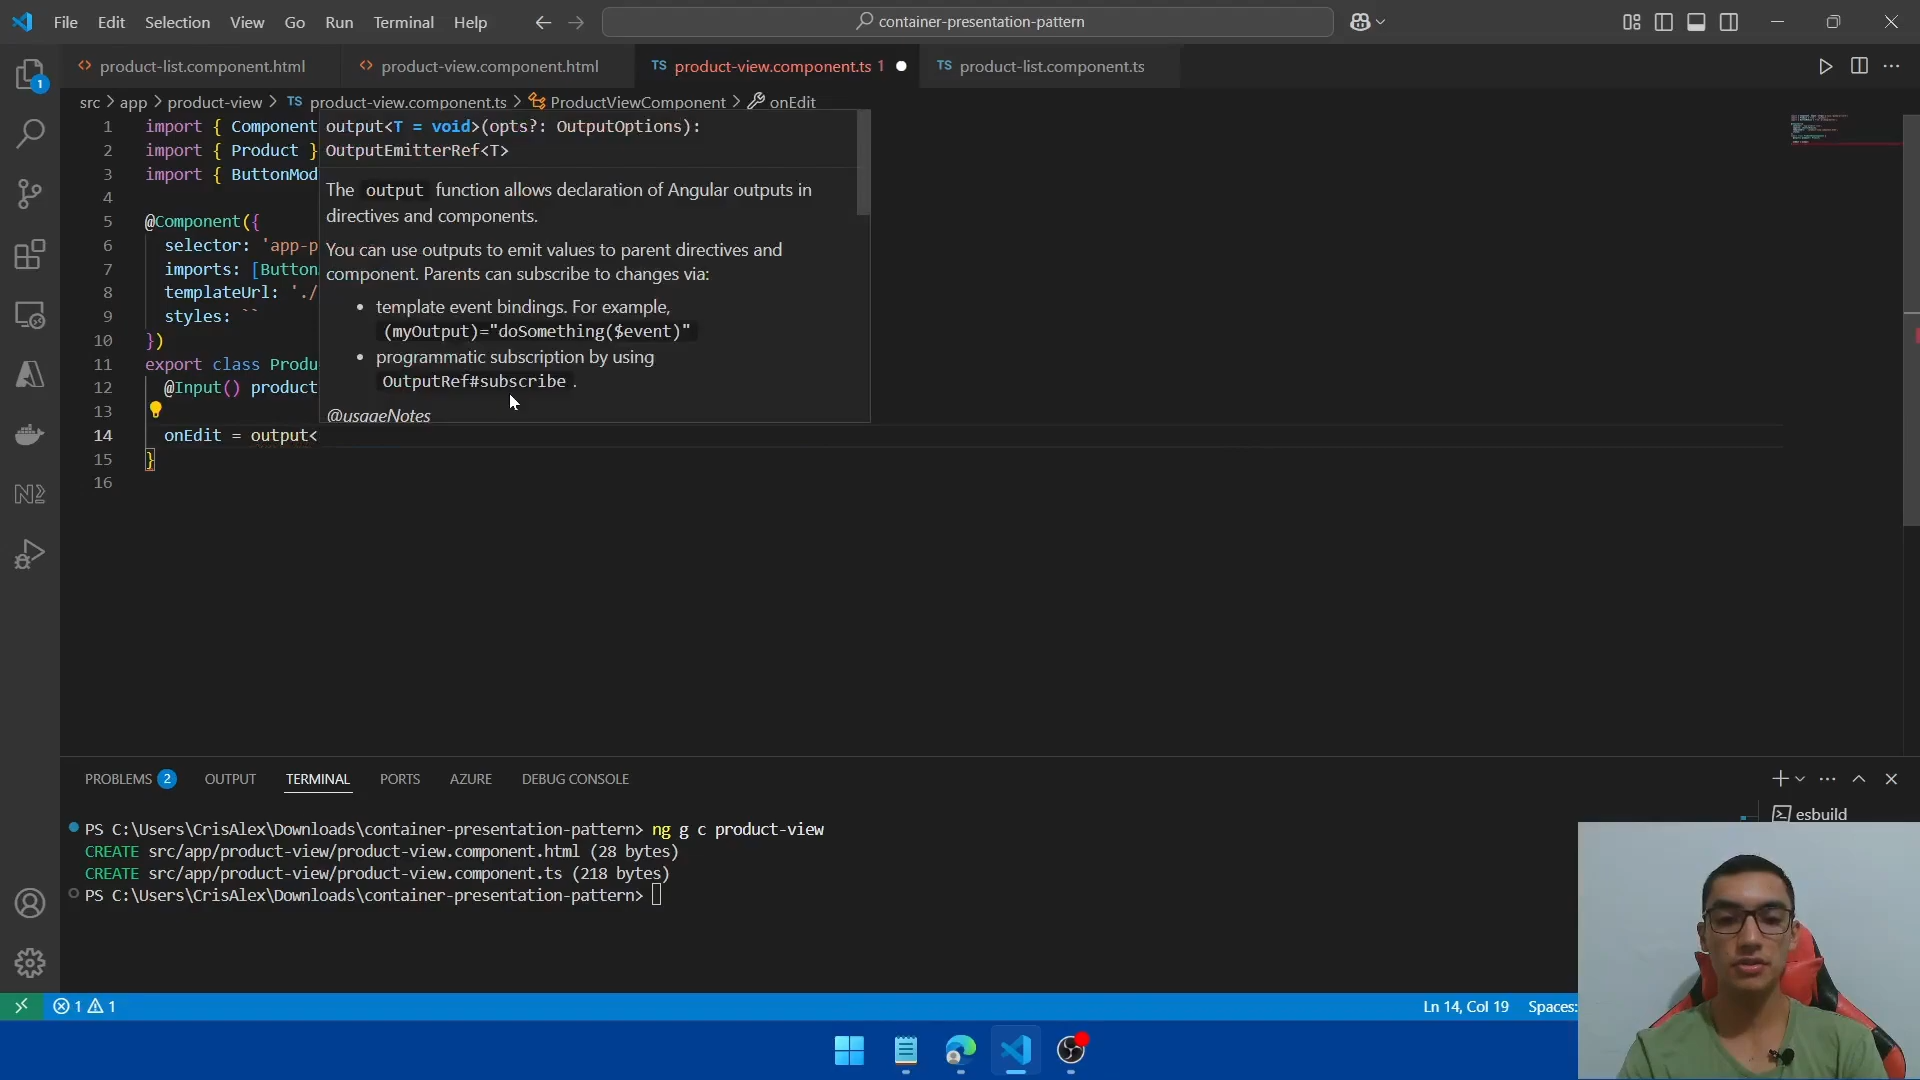 File Edit Selection View Go Run Terminal Help
container-presentation-pattern
product-list.component.html
product-view.component.html
TS product-view.component.ts 1
TS product-list.component.ts
src > app > product-view > TS product-view.component.ts > ProductViewComponent > onEdit
1 import { Component
2 import { Product }
3 import { ButtonMod
4
5 @Component({
6 selector: 'app-p
7 imports: [Button
8 templateUrl: './
9 styles: ``
10 })
11 export class Produ
12 @Input() product
13
14 onEdit = output<
15 }
16
output<T = void>(opts?: OutputOptions):
OutputEmitterRef<T>
The output function allows declaration of Angular outputs in
directives and components.
You can use outputs to emit values to parent directives and
component. Parents can subscribe to changes via:
• template event bindings. For example,
(myOutput)="doSomething($event)"
• programmatic subscription by using
OutputRef#subscribe .
@usageNotes
PROBLEMS 2 OUTPUT TERMINAL PORTS AZURE DEBUG CONSOLE
PS C:\Users\CrisAlex\Downloads\container-presentation-pattern> ng g c product-view
CREATE src/app/product-view/product-view.component.html (28 bytes)
CREATE src/app/product-view/product-view.component.ts (218 bytes)
PS C:\Users\CrisAlex\Downloads\container-presentation-pattern>
esbuild
1 1
Ln 14, Col 19 Spaces: